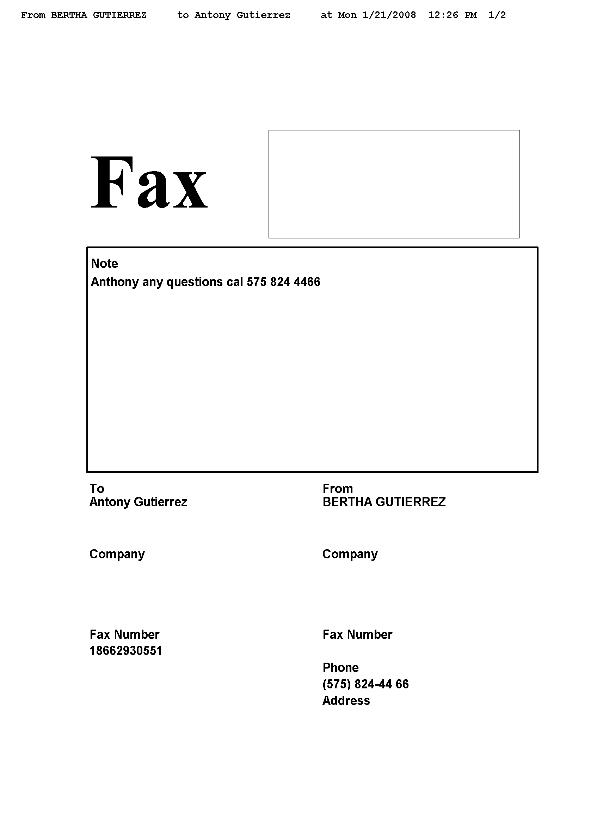 From BERTHA GUTIERREZ to Antony Gutierrez at Mon 1/21/2008 12:26 PM 1/2
Fax
Note
Anthony any questions cal 575 824 4466
To
Antony Gutierrez
From
BERTHA GUTIERREZ
Company
Company
Fax Number
18662930551
Fax Number
Phone
(575) 824-44 66
Address